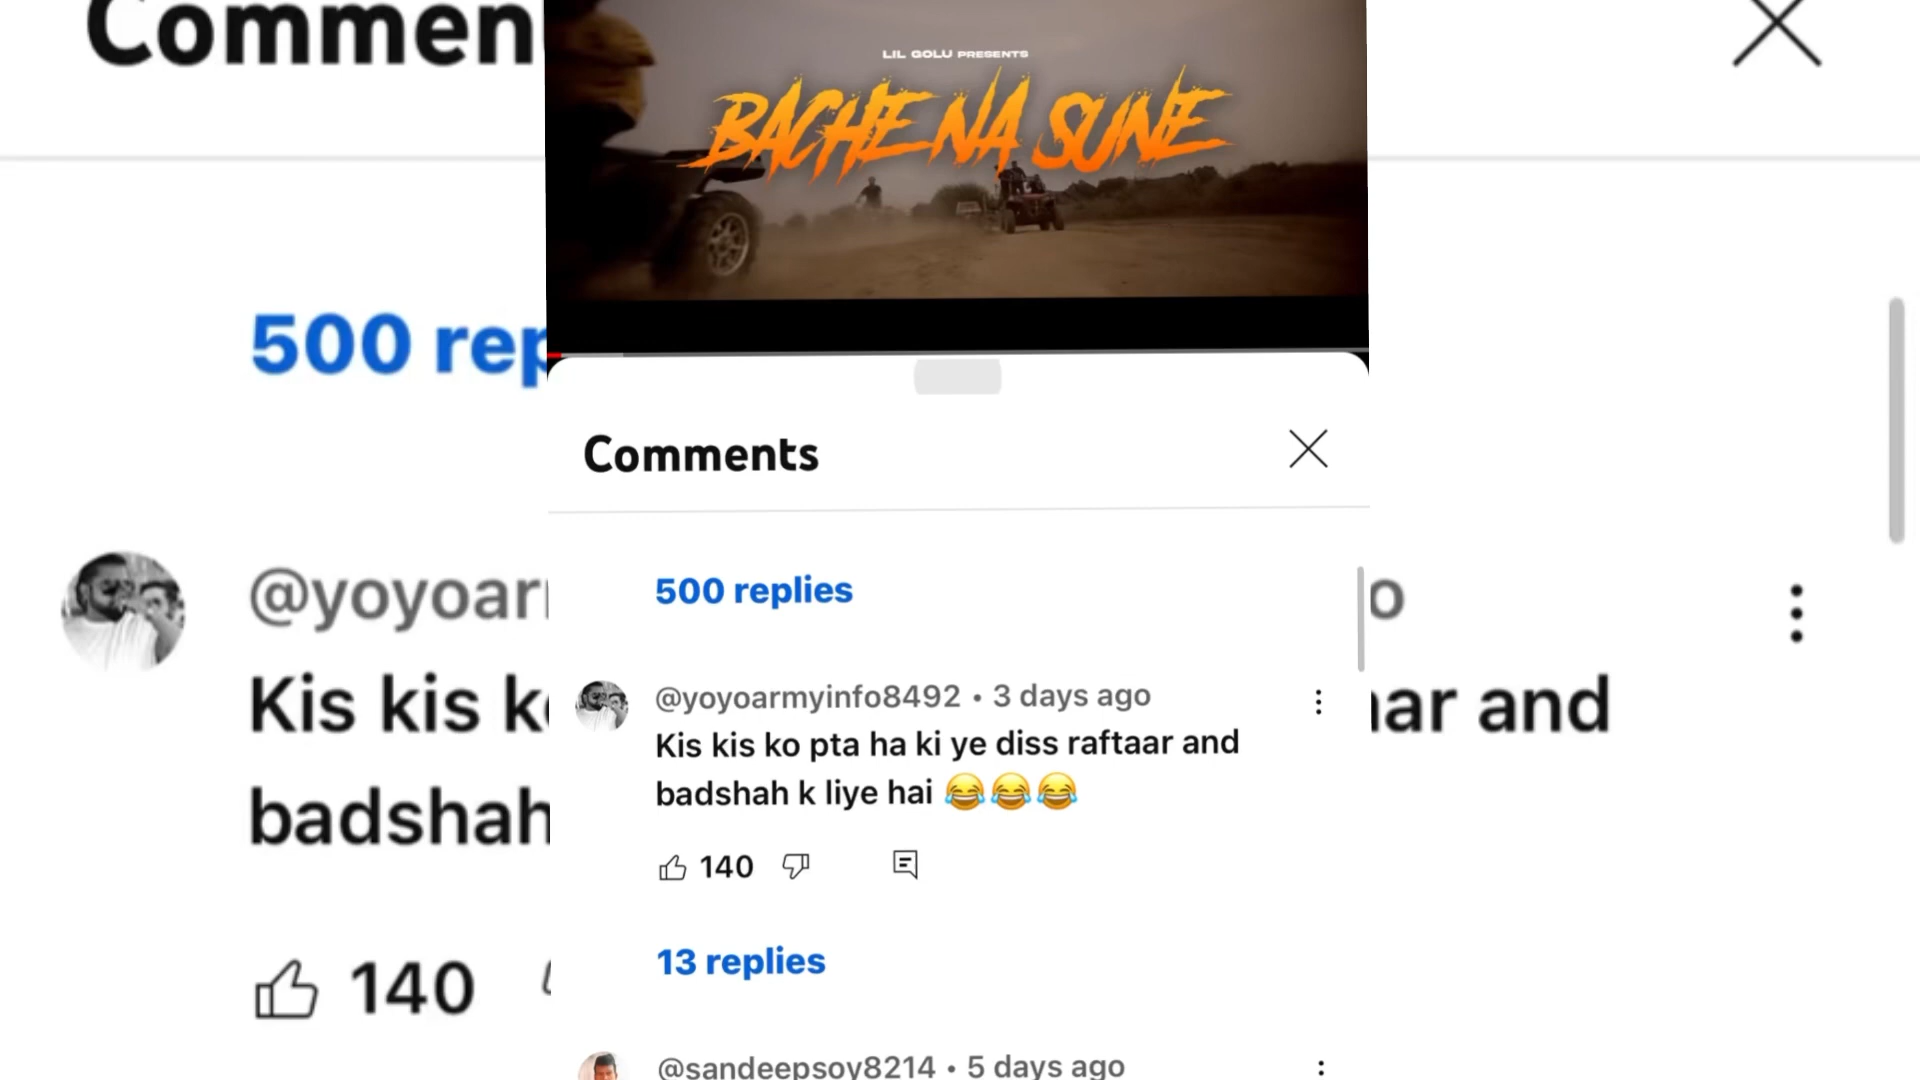 LIL GOLU PRESENTS
BACHE NA SUNE
Comments
500 replies
@yoyoarmyinfo8492 • 3 days ago
Kis kis ko pta ha ki ye diss raftaar and
badshah k liye hai 😂😂😂
140
13 replies
@sandeepsoy8214 • 5 days ago
Commen
500 rep
@yoyoar
o
Kis kis k
aar and
badshah
140